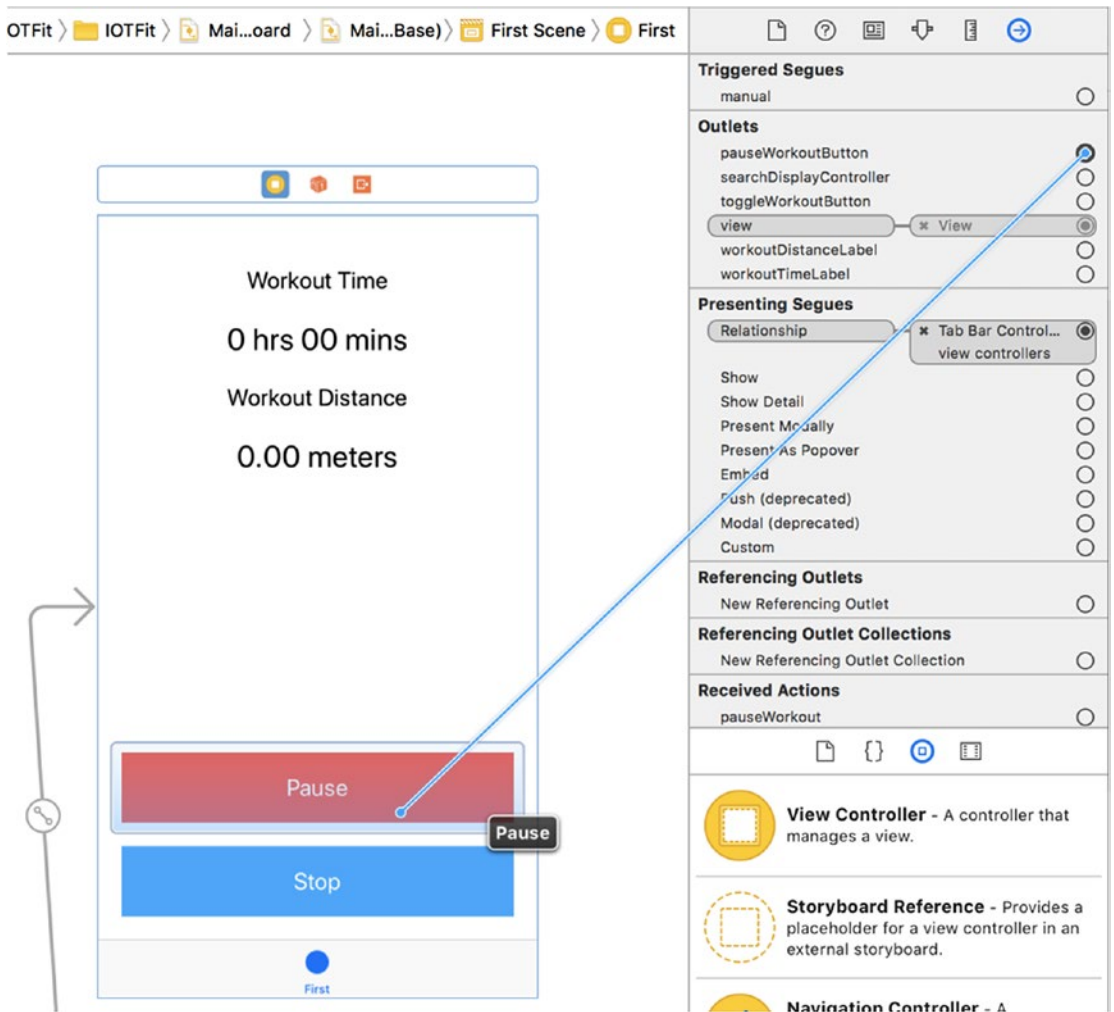 OTFit 〉 IOTFit 〉 Mai...oard 〉 Mai...Base) 〉 First Scene 〉 First
Workout Time
0 hrs 00 mins
Workout Distance
0.00 meters
Pause
Pause
Stop
First
Triggered Segues
manual
Outlets
pauseWorkoutButton
searchDisplayController
toggleWorkoutButton
view × View
workoutDistanceLabel
workoutTimeLabel
Presenting Segues
Relationship × Tab Bar Control...
view controllers
Show
Show Detail
Present Modally
Present As Popover
Embed
Push (deprecated)
Modal (deprecated)
Custom
Referencing Outlets
New Referencing Outlet
Referencing Outlet Collections
New Referencing Outlet Collection
Received Actions
pauseWorkout
View Controller - A controller that
manages a view.
Storyboard Reference - Provides a
placeholder for a view controller in an
external storyboard.
Navigation Controller - A